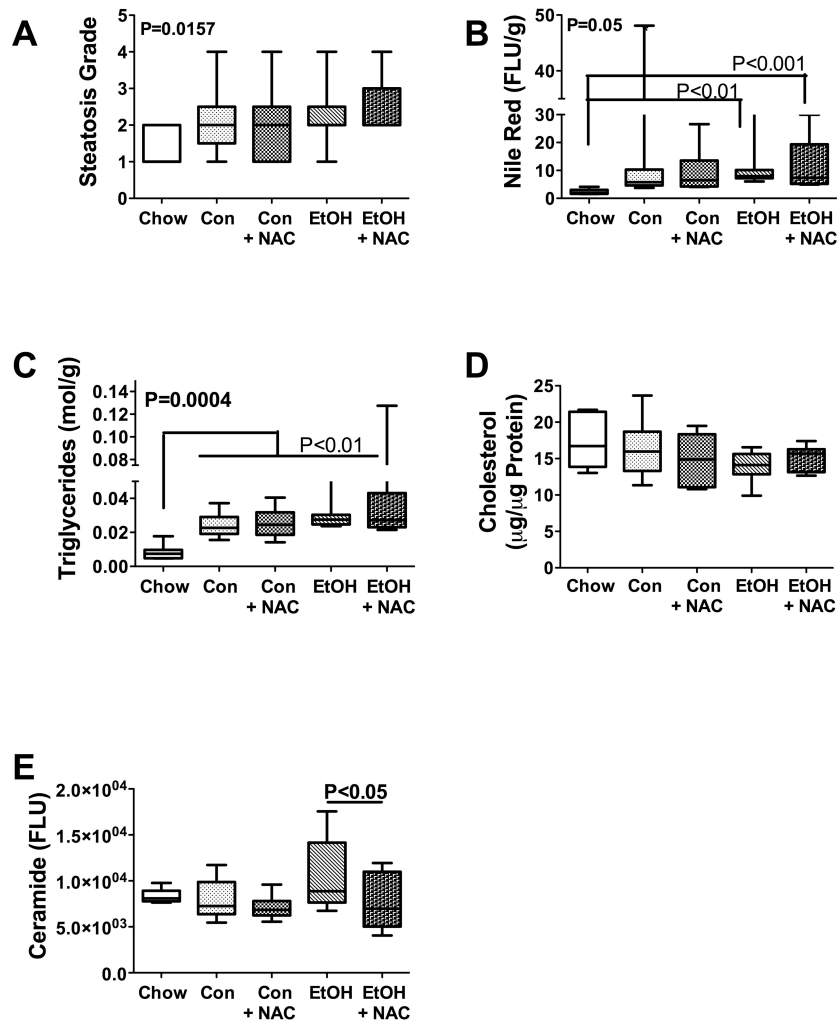 A
Steatosis Grade
P=0.0157
5
4
3
2
1
0
Chow
Con
Con
+ NAC
EtOH
EtOH
+ NAC
B
Nile Red (FLU/g)
P=0.05
P<0.001
P<0.01
50
40
30
20
10
0
Chow
Con
Con
+ NAC
EtOH
EtOH
+ NAC
C
Triglycerides (mol/g)
P=0.0004
P<0.01
0.14
0.12
0.10
0.08
0.04
0.02
0.00
Chow
Con
Con
+ NAC
EtOH
EtOH
+ NAC
D
Cholesterol
(µg/µg Protein)
25
20
15
10
5
0
Chow
Con
Con
+ NAC
EtOH
EtOH
+ NAC
E
Ceramide (FLU)
P<0.05
2.0×10⁰⁴
1.5×10⁰⁴
1.0×10⁰⁴
5.0×10⁰³
0.0
Chow
Con
Con
+ NAC
EtOH
EtOH
+ NAC